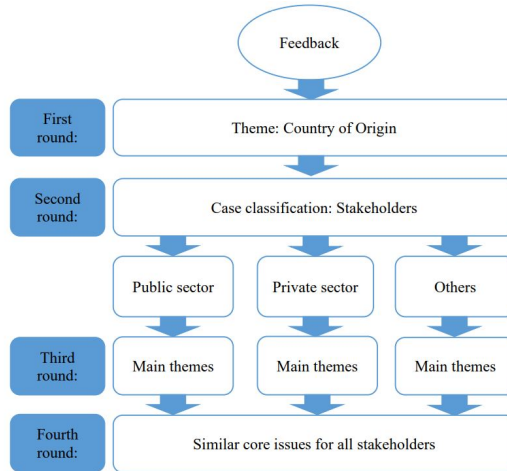 Feedback
First
round:
Theme: Country of Origin
Second
round:
Case classification: Stakeholders
Public sector
Private sector
Others
Third
round:
Main themes
Main themes
Main themes
Fourth
round:
Similar core issues for all stakeholders